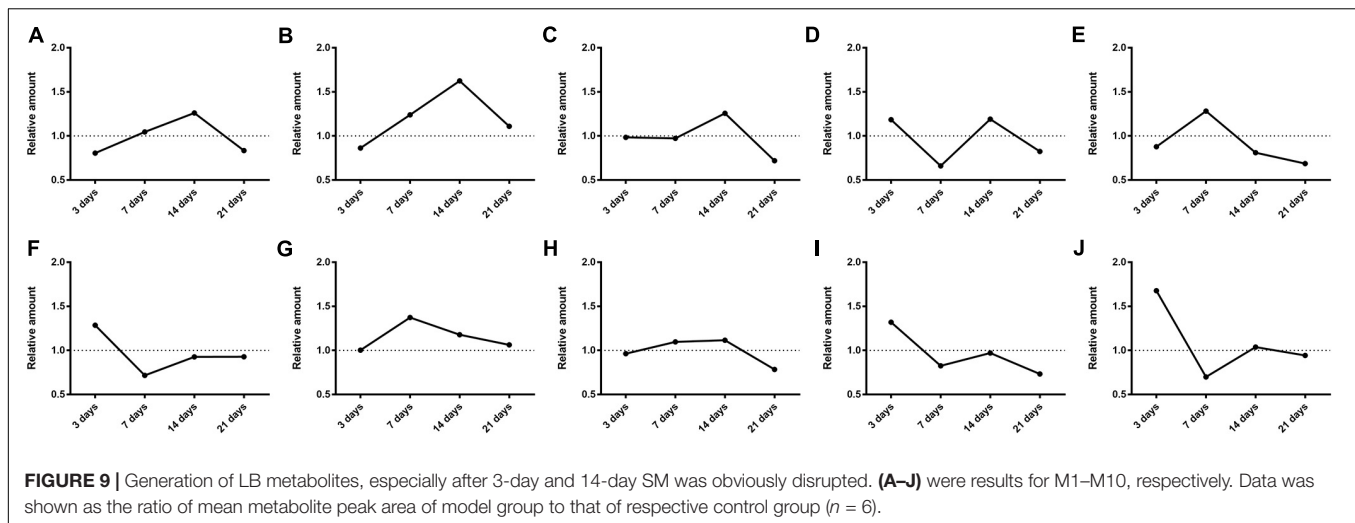 A
B
C
D
E
2.0 2.0 2.0 2.0 2.0
1.5 1.5 1.5 1.5 1.5
1.0 1.0 1.0 1.0 1.0
0.5 0.5 0.5 0.5 0.5
Relative amount Relative amount Relative amount Relative amount Relative amount
3 days 7 days 14 days 21 days 3 days 7 days 14 days 21 days 3 days 7 days 14 days 21 days 3 days 7 days 14 days 21 days 3 days 7 days 14 days 21 days
F
G
H
I
J
2.0 2.0 2.0 2.0 2.0
1.5 1.5 1.5 1.5 1.5
1.0 1.0 1.0 1.0 1.0
0.5 0.5 0.5 0.5 0.5
Relative amount Relative amount Relative amount Relative amount Relative amount
3 days 7 days 14 days 21 days 3 days 7 days 14 days 21 days 3 days 7 days 14 days 21 days 3 days 7 days 14 days 21 days 3 days 7 days 14 days 21 days
FIGURE 9 | Generation of LB metabolites, especially after 3-day and 14-day SM was obviously disrupted. (A–J) were results for M1–M10, respectively. Data was
shown as the ratio of mean metabolite peak area of model group to that of respective control group (n = 6).